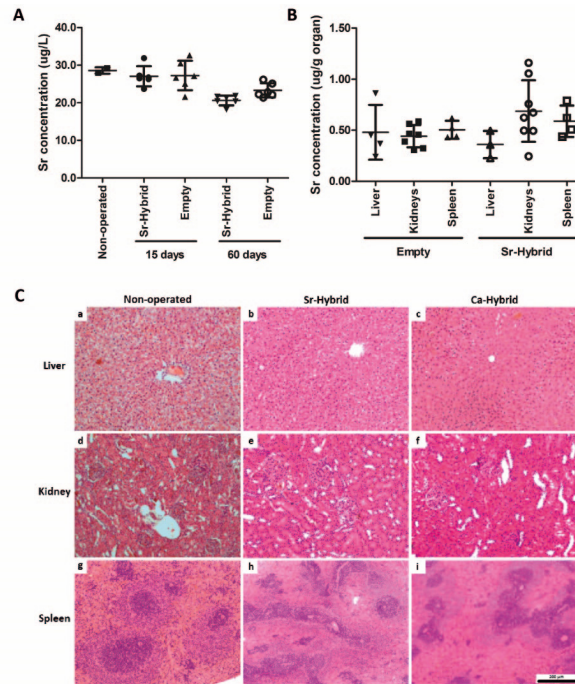 A
Sr concentration (ug/L)
40.0
30.0
20.0
10.0
0.0
Non-operated
Sr-Hybrid
Empty
Sr-Hybrid
Empty
15 days
60 days
B
Sr concentration (ug/g organ)
1.50
1.00
0.50
0.00
Liver
Kidneys
Spleen
Liver
Kidneys
Spleen
Empty
Sr-Hybrid
C
Non-operated
Sr-Hybrid
Ca-Hybrid
Liver
a
b
c
Kidney
d
e
f
Spleen
g
h
i
200 µm